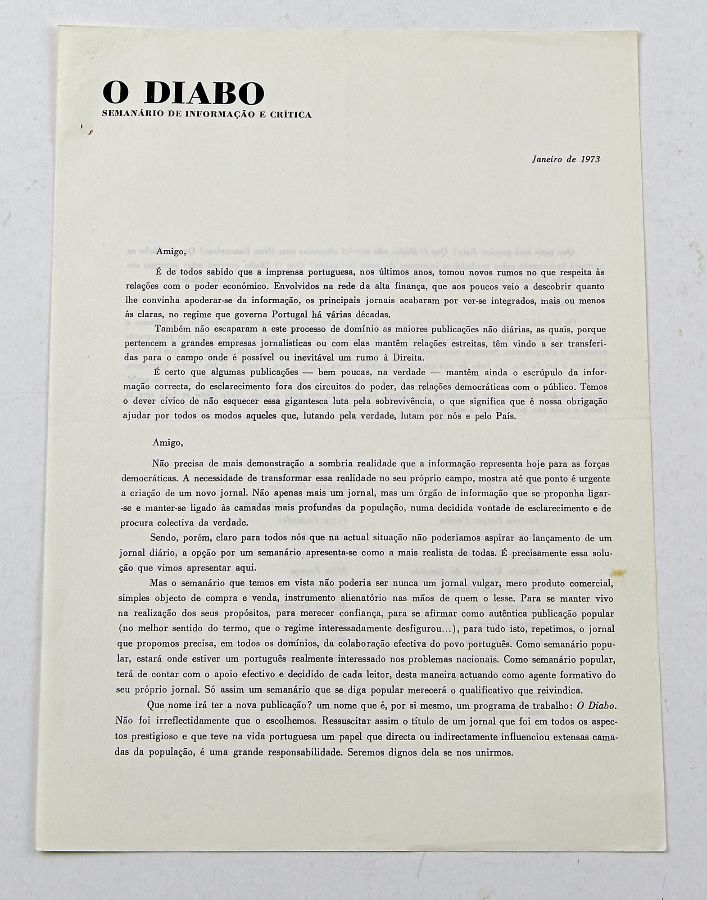 O DIABO
SEMANÁRIO DE INFORMAÇÃO E CRÍTICA
Janeiro de 1973
Amigo,
É de todos sabido que a imprensa portuguesa, nos últimos anos, tomou novos rumos no que respeita às
relações com o poder económico. Envolvidos na rede da alta finança, que aos poucos veio a descobrir quanto
lhe convinha apoderar-se da informação, os principais jornais acabaram por ver-se integrados, mais ou menos
às claras, no regime que governa Portugal há várias décadas.
Também não escaparam a este processo de domínio as maiores publicações não diárias, as quais, porque
pertencem a grandes empresas jornalísticas ou com elas mantêm relações estreitas, têm vindo a ser transferi-
das para o campo onde é possível ou inevitável um rumo à Direita.
É certo que algumas publicações — bem poucas, na verdade — mantêm ainda o escrúpulo da infor-
mação correcta, do esclarecimento fora dos circuitos do poder, das relações democráticas com o público. Temos
o dever cívico de não esquecer essa gigantesca luta pela sobrevivência, o que significa que é nossa obrigação
ajudar por todos os modos aqueles que, lutando pela verdade, lutam por nós e pelo País.
Amigo,
Não precisa de mais demonstração a sombria realidade que a informação representa hoje para as forças
democráticas. A necessidade de transformar essa realidade no seu próprio campo, mostra até que ponto é urgente
a criação de um novo jornal. Não apenas mais um jornal, mas um órgão de informação que se proponha ligar-
-se e manter-se ligado às camadas mais profundas da população, numa decidida vontade de esclarecimento e de
procura colectiva da verdade.
Sendo, porém, claro para todos nós que na actual situação não poderíamos aspirar ao lançamento de um
jornal diário, a opção por um semanário apresenta-se como a mais realista de todas. É precisamente essa solu-
ção que vimos apresentar aqui.
Mas o semanário que temos em vista não poderia ser nunca um jornal vulgar, mero produto comercial,
simples objecto de compra e venda, instrumento alienatório nas mãos de quem o lesse. Para se manter vivo
na realização dos seus propósitos, para merecer confiança, para se afirmar como autêntica publicação popular
(no melhor sentido do termo, que o regime interessadamente desfigurou...), para tudo isto, repetimos, o jornal
que propomos precisa, em todos os domínios, da colaboração efectiva do povo português. Como semanário popu-
lar, estará onde estiver um português realmente interessado nos problemas nacionais. Como semanário popular,
terá de contar com o apoio efectivo e decidido de cada leitor, desta maneira actuando como agente formativo do
seu próprio jornal. Só assim um semanário que se diga popular merecerá o qualificativo que reivindica.
Que nome irá ter a nova publicação? um nome que é, por si mesmo, um programa de trabalho: O Diabo.
Não foi irreflectidamente que o escolhemos. Ressuscitar assim o título de um jornal que foi em todos os aspec-
tos prestigioso e que teve na vida portuguesa um papel que directa ou indirectamente influenciou extensas cama-
das da população, é uma grande responsabilidade. Seremos dignos dela se nos unirmos.